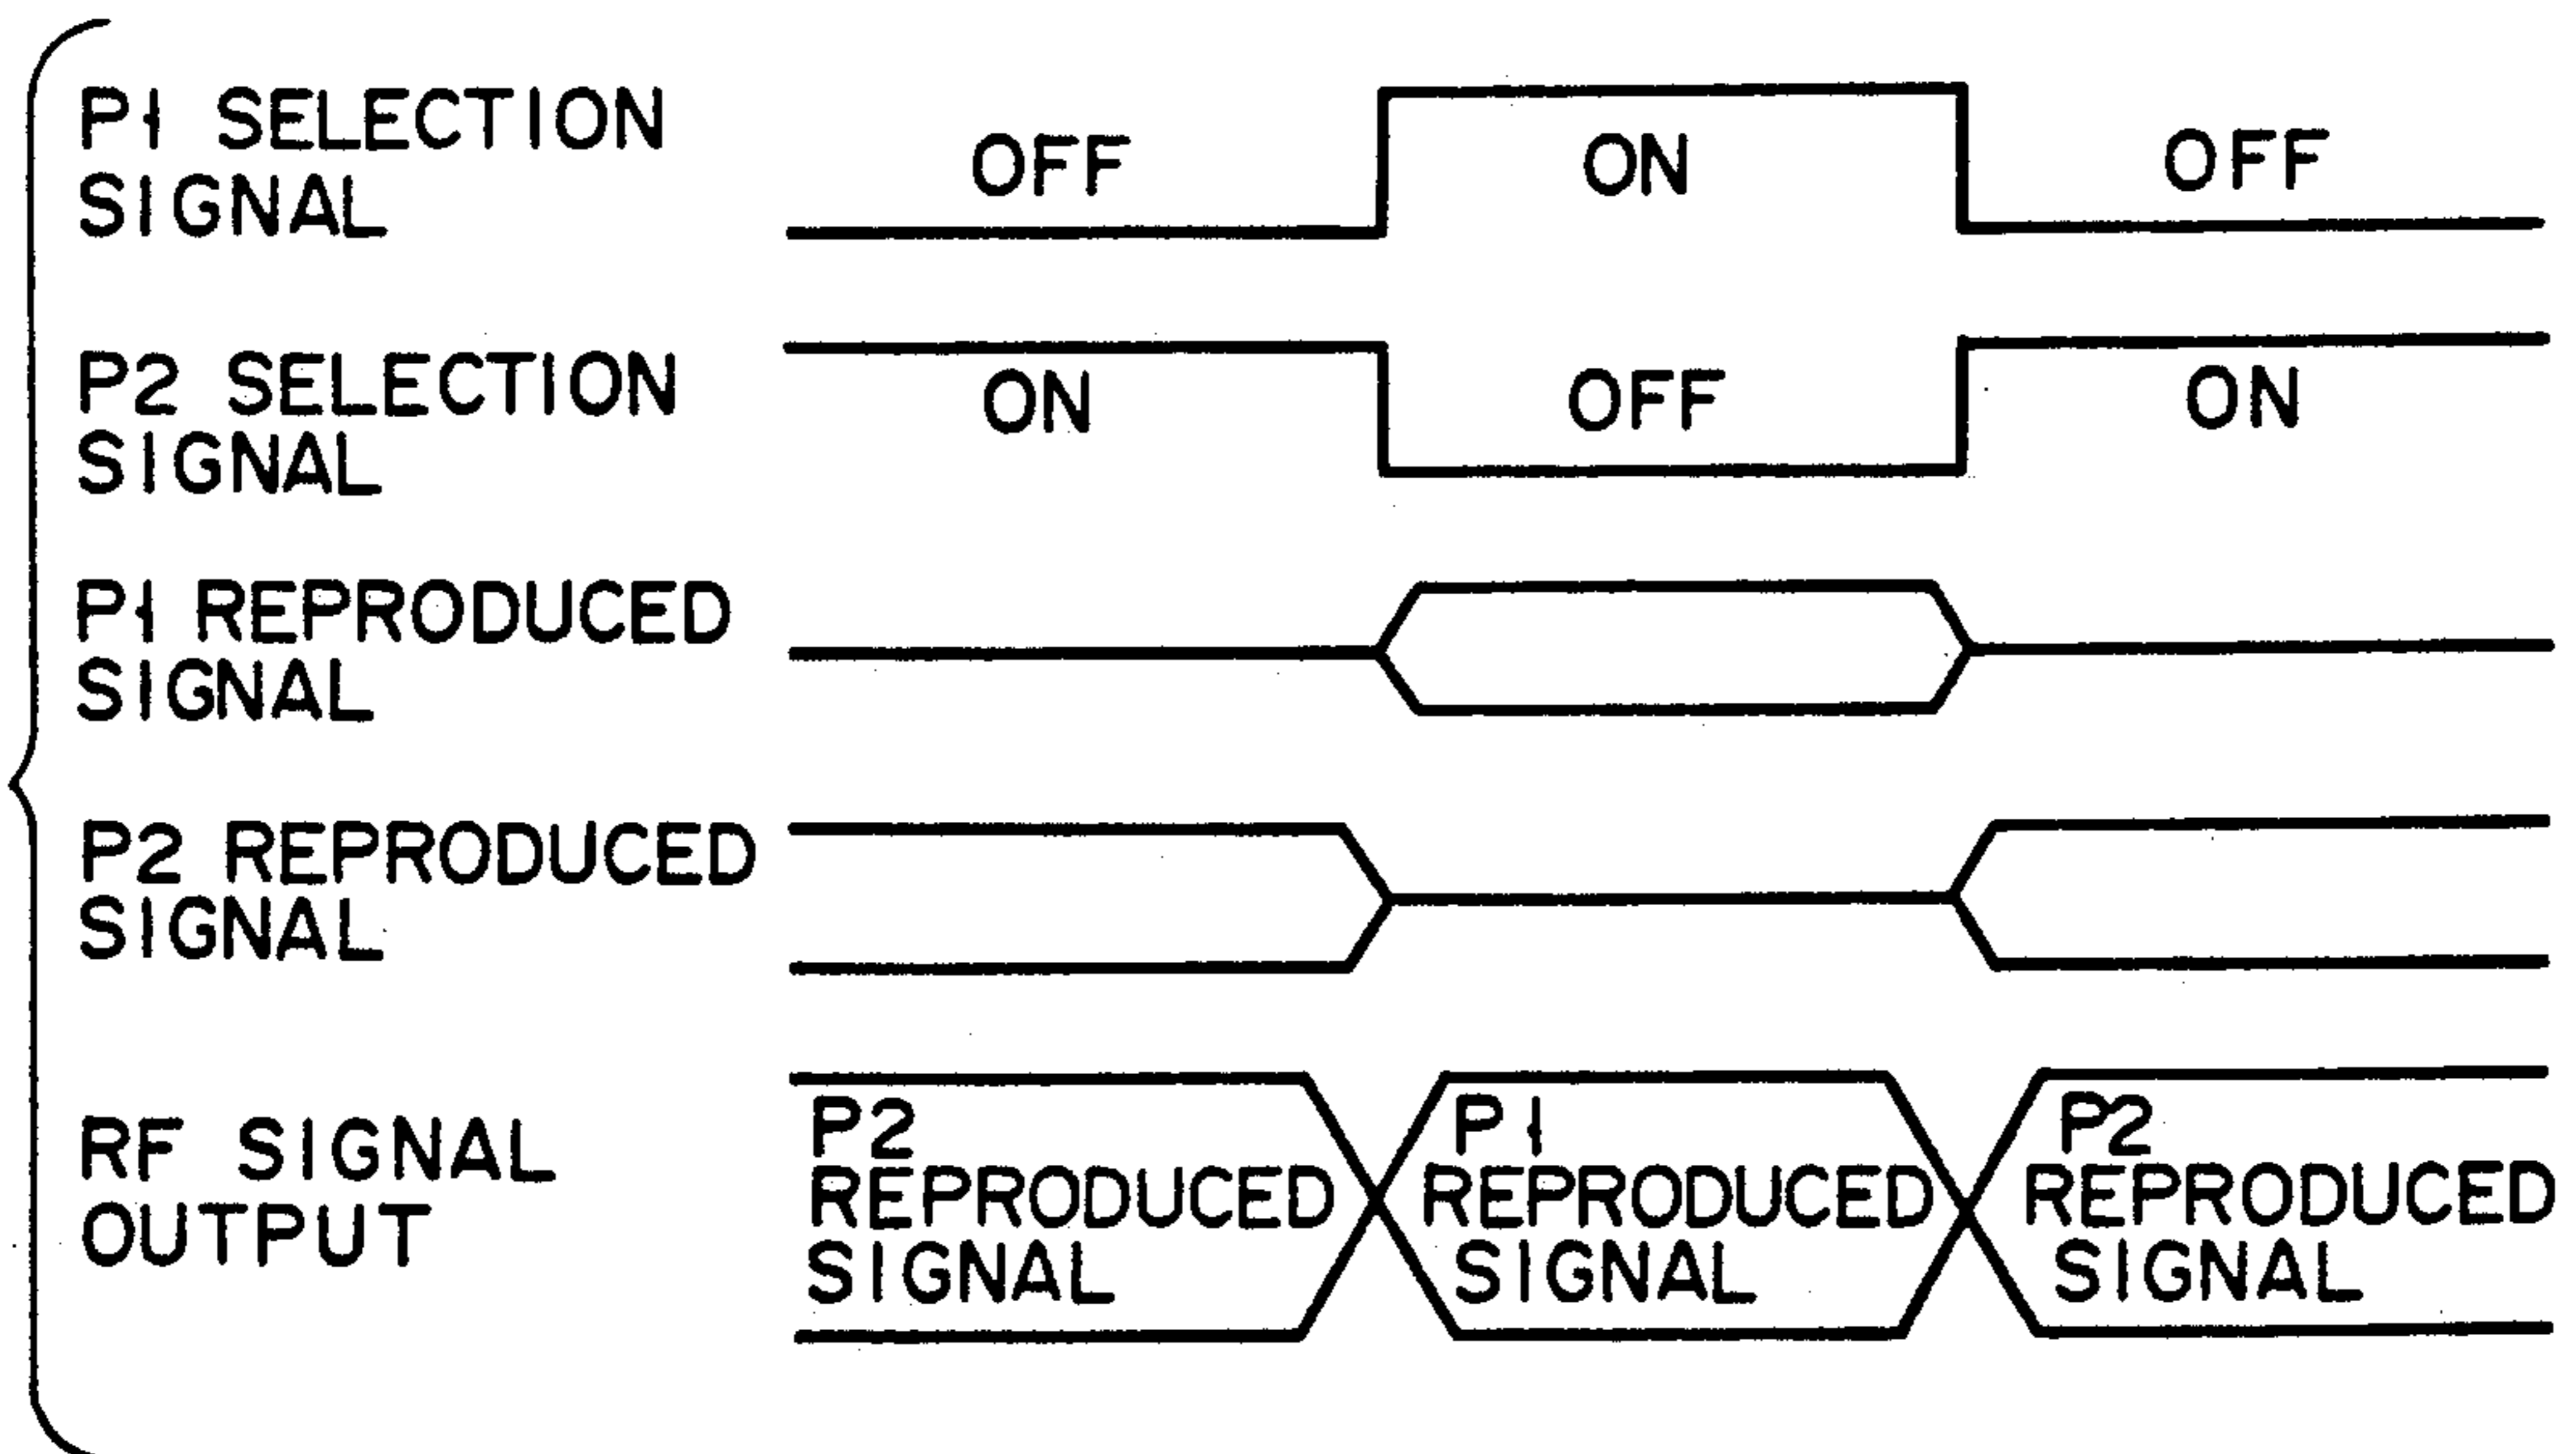 P1 SELECTION
SIGNAL
OFF
ON
OFF
P2 SELECTION
SIGNAL
ON
OFF
ON
P1 REPRODUCED
SIGNAL
P2 REPRODUCED
SIGNAL
RF SIGNAL
OUTPUT
P2
REPRODUCED
SIGNAL
P1
REPRODUCED
SIGNAL
P2
REPRODUCED
SIGNAL